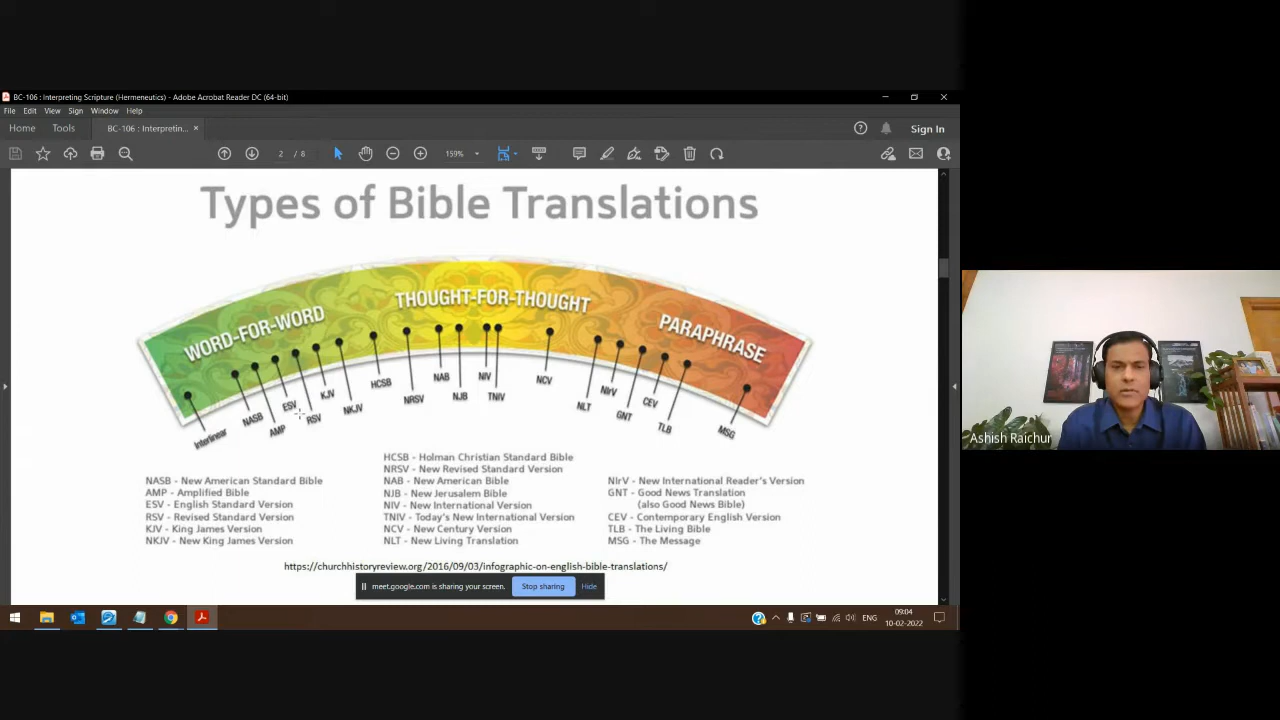 BC-106 : Interpreting Scripture (Hermeneutics) - Adobe Acrobat Reader DC (64-bit)
File Edit View Sign Window Help
Home Tools BC-106 : Interpretin... × Sign In
2 / 8 159%
Types of Bible Translations
WORD-FOR-WORD THOUGHT-FOR-THOUGHT PARAPHRASE
Interlinear NASB AMP ESV RSV KJV NKJV HCSB NRSV NAB NJB NIV TNIV NCV NLT NIrV GNT CEV TLB MSG
NASB - New American Standard Bible
AMP - Amplified Bible
ESV - English Standard Version
RSV - Revised Standard Version
KJV - King James Version
NKJV - New King James Version
HCSB - Holman Christian Standard Bible
NRSV - New Revised Standard Version
NAB - New American Bible
NJB - New Jerusalem Bible
NIV - New International Version
TNIV - Today's New International Version
NCV - New Century Version
NLT - New Living Translation
NIrV - New International Reader's Version
GNT - Good News Translation
(also Good News Bible)
CEV - Contemporary English Version
TLB - The Living Bible
MSG - The Message
https://churchhistoryreview.org/2016/09/03/infographic-on-english-bible-translations/
meet.google.com is sharing your screen. Stop sharing Hide
ENG
09:04
10-02-2022
Ashish Raichur